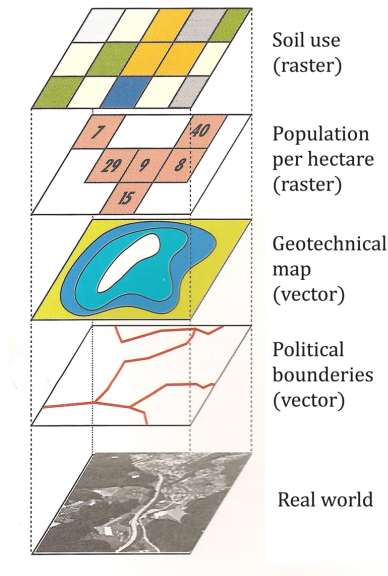 Soil use
(raster)
7
40
Population
per hectare
(raster)
29 9 8
15
Geotechnical
map
(vector)
Political
bounderies
(vector)
Real world